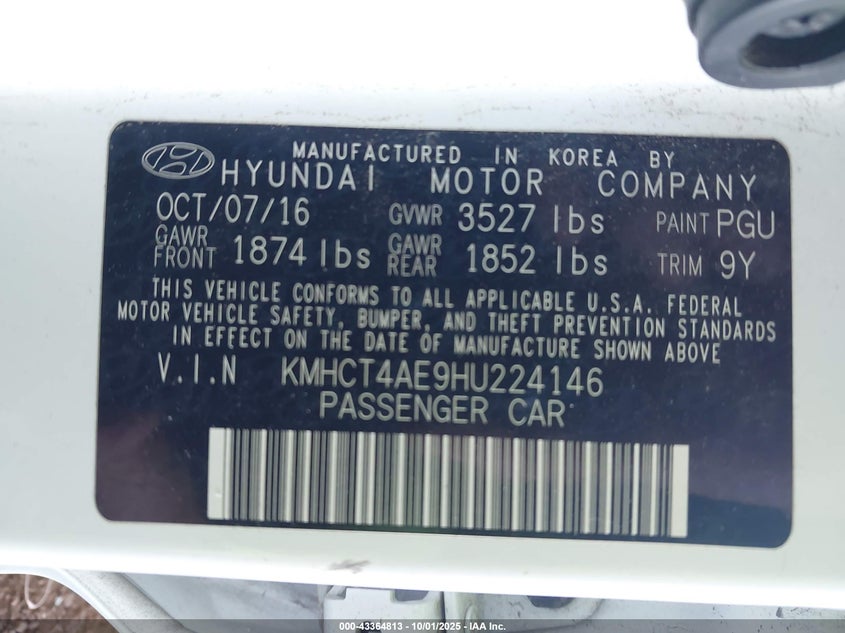 MANUFACTURED IN KOREA BY
HYUNDAI MOTOR COMPANY
OCT/07/16 GVWR 3527 lbs PAINT PGU
GAWR FRONT 1874 lbs GAWR REAR 1852 lbs TRIM 9Y
THIS VEHICLE CONFORMS TO ALL APPLICABLE U.S.A. FEDERAL
MOTOR VEHICLE SAFETY, BUMPER, AND THEFT PREVENTION STANDARDS
IN EFFECT ON THE DATE OF MANUFACTURE SHOWN ABOVE
V.I.N KMHCT4AE9HU224146
PASSENGER CAR
000-43364813 - 10/01/2025 - IAA, Inc.